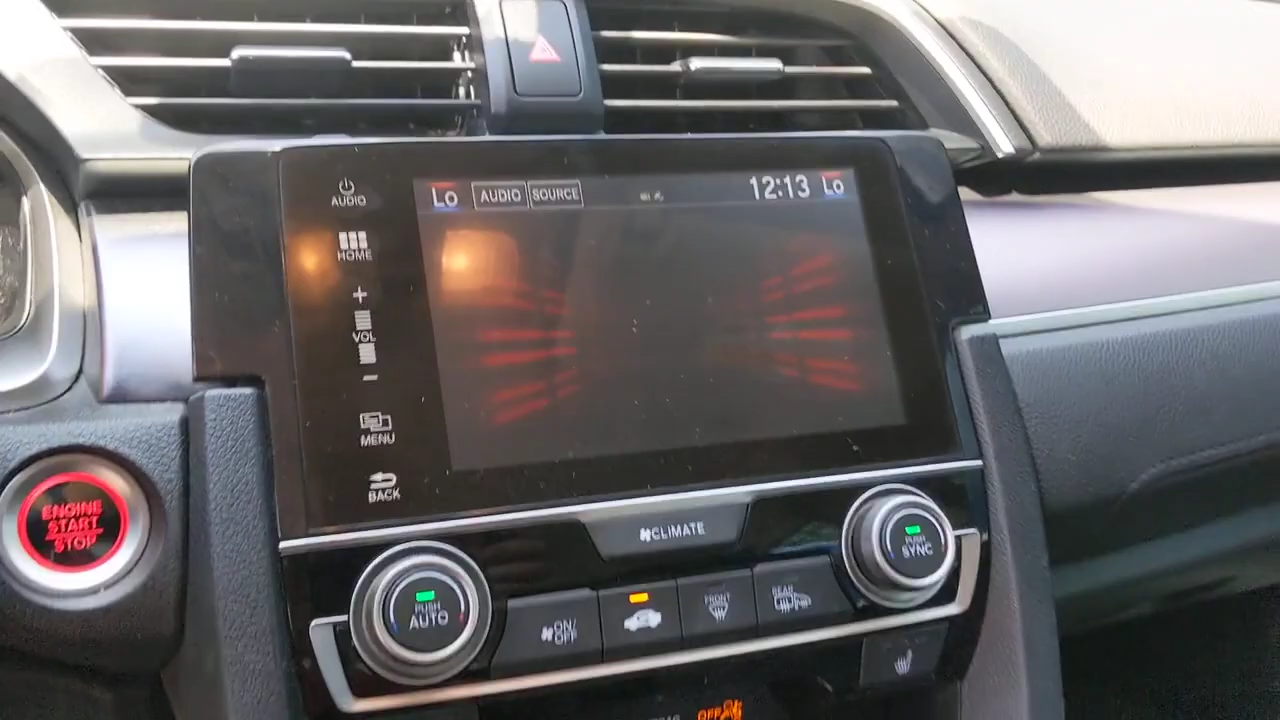 AUDIO
Lo AUDIO SOURCE 12:13 Lo
HOME
+
VOL
-
MENU
BACK
ENGINE
START
STOP
CLIMATE
PUSH
AUTO
ON/
OFF
FRONT
REAR
PUSH
SYNC
OFF